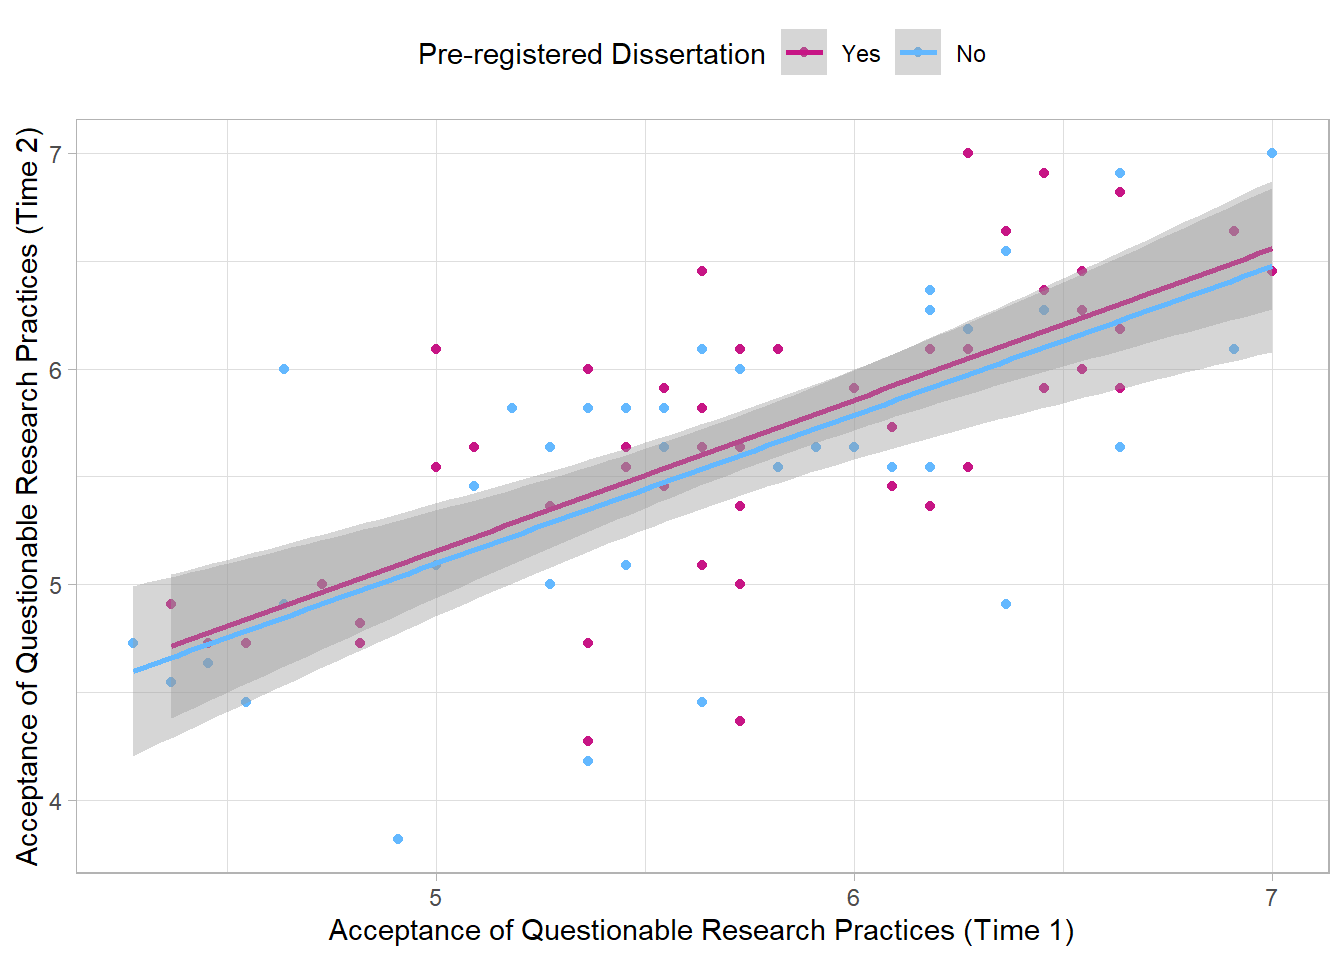 Pre-registered Dissertation Yes No
Acceptance of Questionable Research Practices (Time 2)
7
6
5
4
5 6 7
Acceptance of Questionable Research Practices (Time 1)